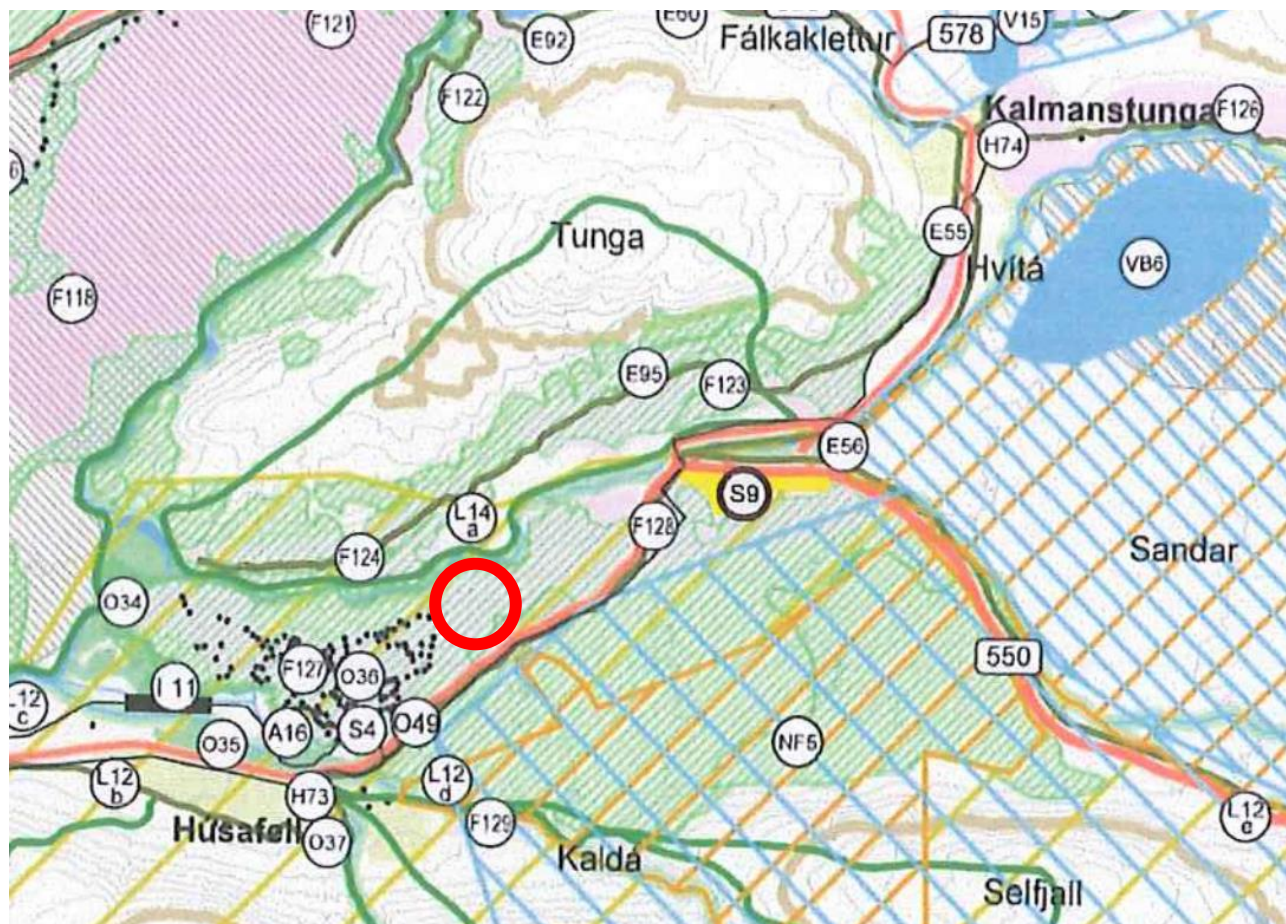 F121
E92
E60
Fálkaklettur
578
V15
F122
Kalmanstunga
F126
H74
Tunga
E55
Hvítá
VB6
F118
E95
F123
E56
L14
a
S9
F128
F124
Sandar
O34
F127
O36
550
L12
c
I 11
A16
S4
O49
NF5
O35
L12
b
H73
L12
d
F129
L12
Húsafell
O37
Kaldá
Selfjall